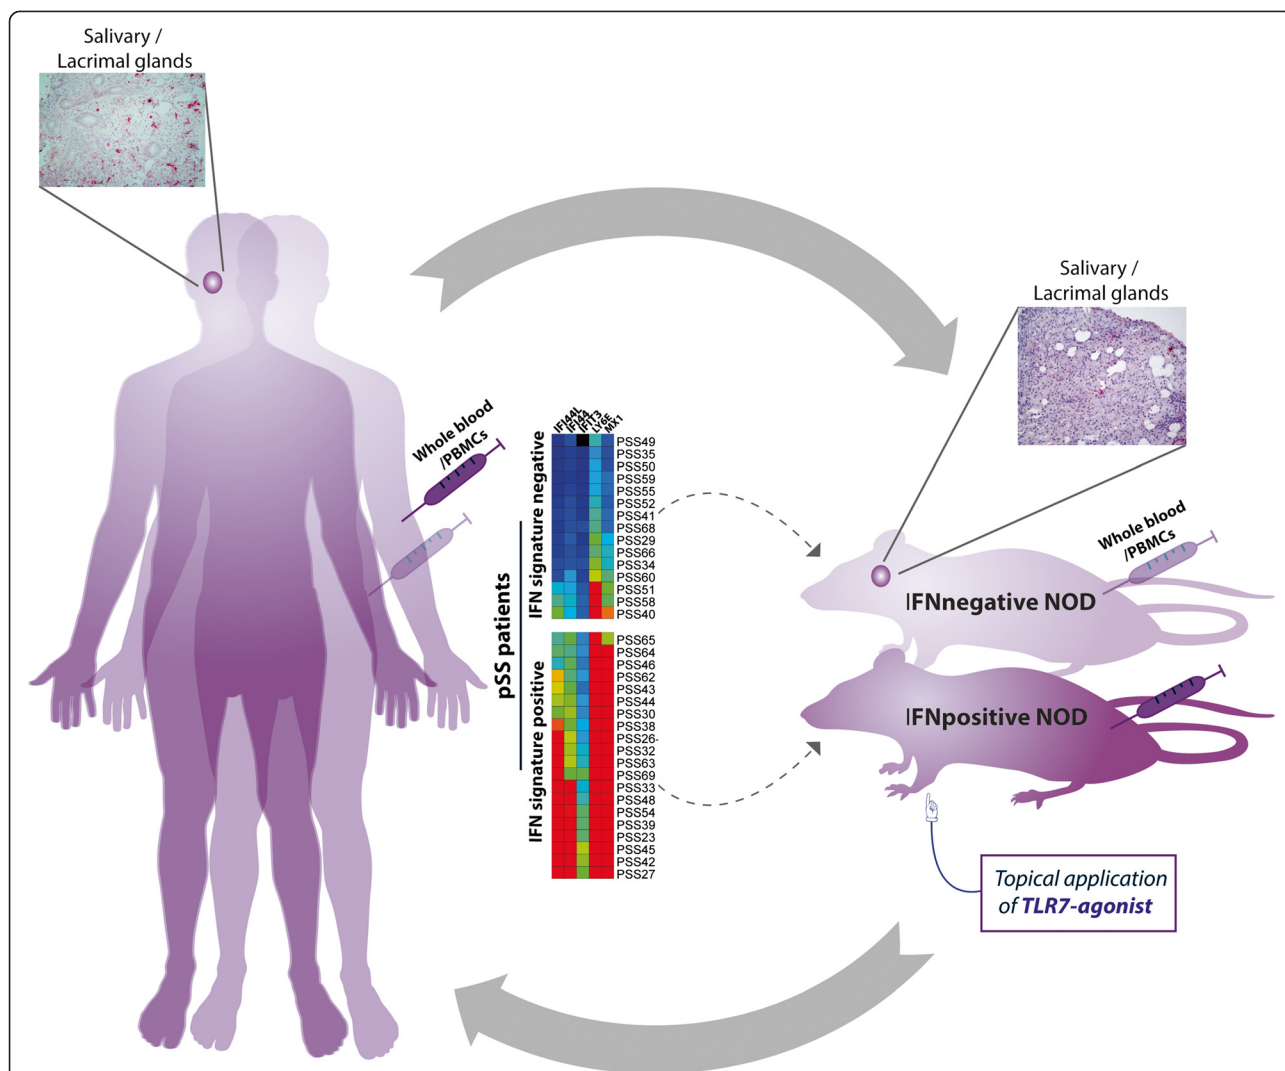 Salivary /
Lacrimal glands
Salivary /
Lacrimal glands
Whole blood
/PBMCs
IFI44L
IFI44
IFIT3
LY6E
MX1
pSS patients
IFN signature negative
PSS49
PSS35
PSS50
PSS59
PSS55
PSS52
PSS41
PSS68
PSS29
PSS66
PSS34
PSS60
PSS51
PSS58
PSS40
IFN signature positive
PSS65
PSS64
PSS46
PSS62
PSS43
PSS44
PSS30
PSS38
PSS26-
PSS32
PSS63
PSS69
PSS33
PSS48
PSS54
PSS39
PSS23
PSS45
PSS42
PSS27
Whole blood
/PBMCs
IFNnegative NOD
IFNpositive NOD
Topical application
of TLR7-agonist